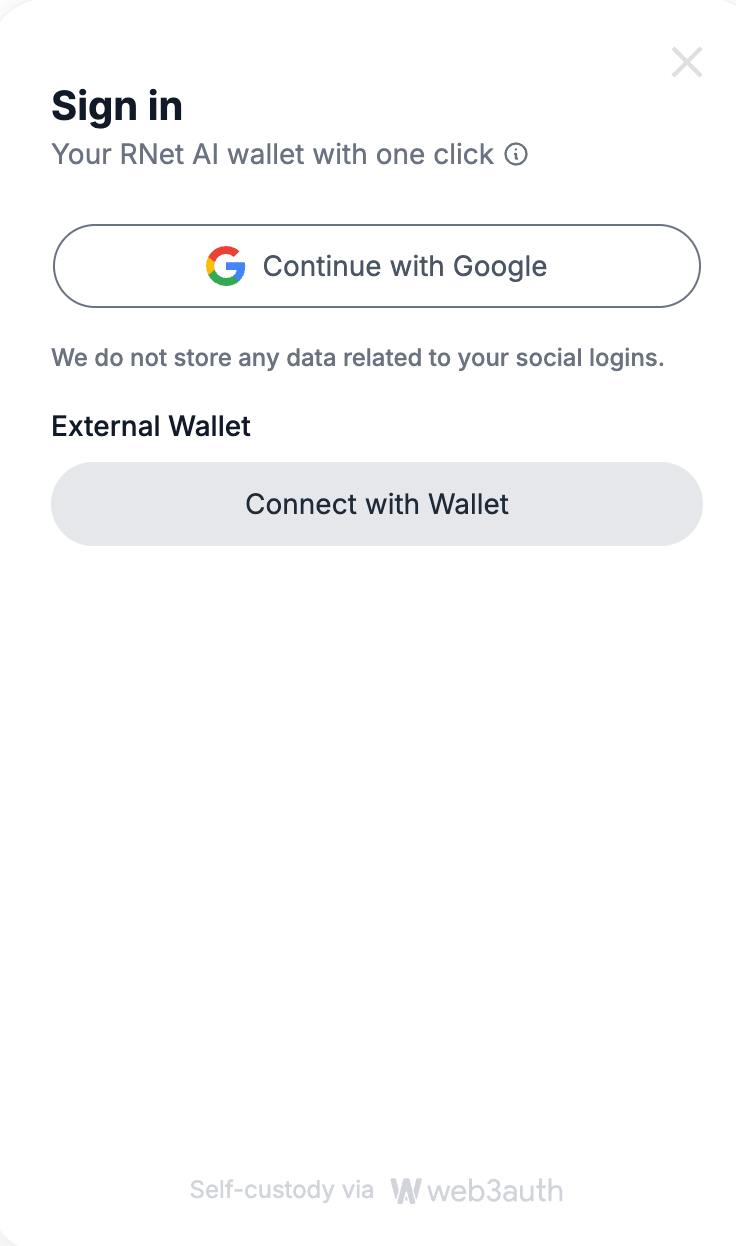 Sign in
Your RNet AI wallet with one click
Continue with Google
We do not store any data related to your social logins.
External Wallet
Connect with Wallet
Self-custody via web3auth